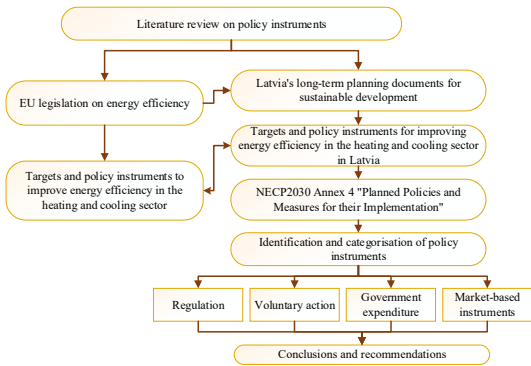 Literature review on policy instruments
EU legislation on energy efficiency
Latvia's long-term planning documents for
sustainable development
Targets and policy instruments for improving
energy efficiency in the heating and cooling sector
in Latvia
Targets and policy instruments to
improve energy efficiency in the
heating and cooling sector
NECP2030 Annex 4 "Planned Policies and
Measures for their Implementation"
Identification and categorisation of policy
instruments
Regulation
Voluntary action
Government
expenditure
Market-based
instruments
Conclusions and recommendations